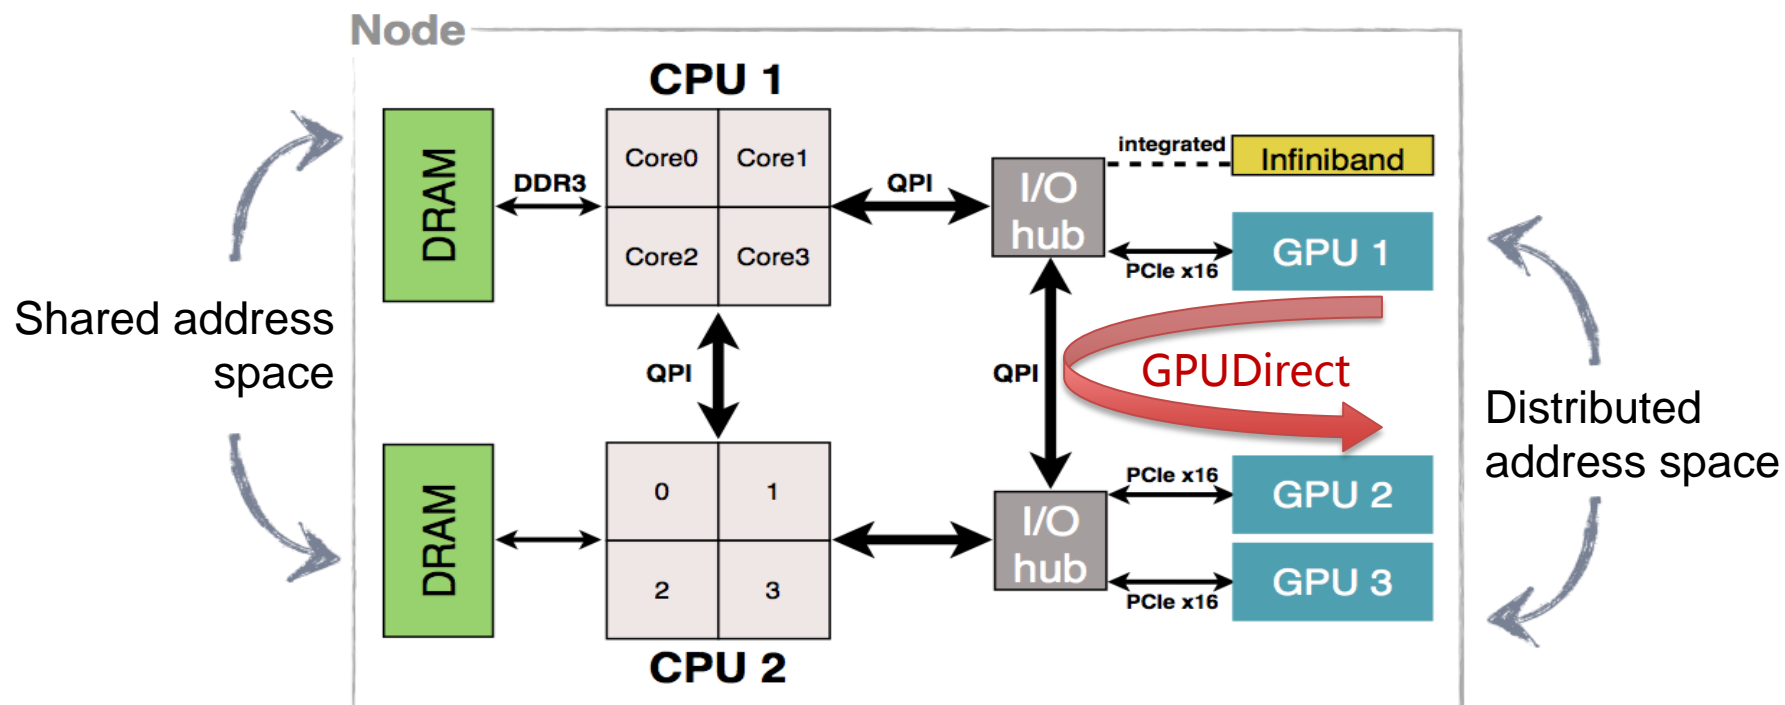 Node
CPU 1
DRAM
DDR3
Core0
Core1
Core2
Core3
QPI
I/O
hub
integrated
Infiniband
PCIe x16
GPU 1
Shared address
space
QPI
QPI
GPUDirect
Distributed
address space
DRAM
0
1
2
3
CPU 2
I/O
hub
PCIe x16
GPU 2
PCIe x16
GPU 3